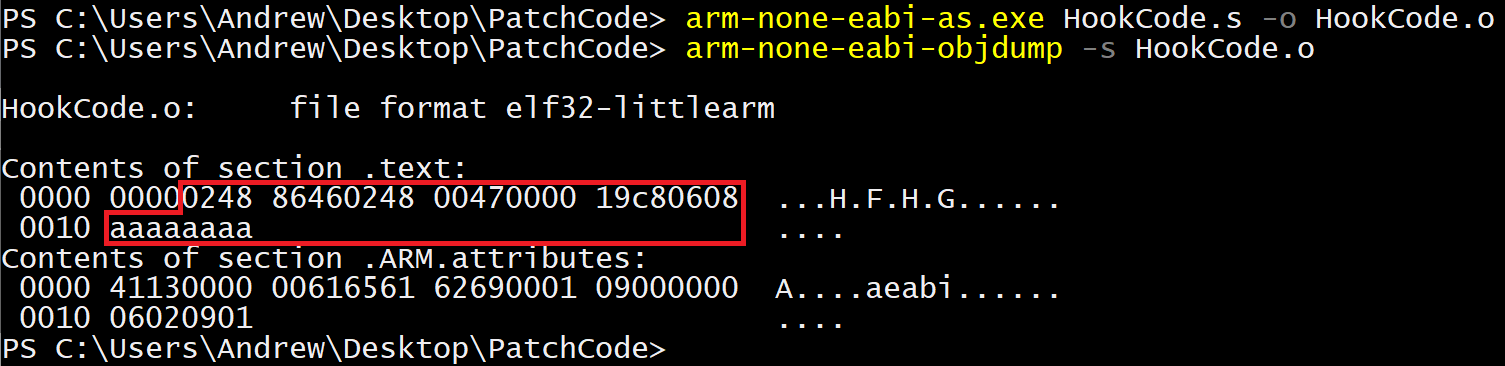 PS C:\Users\Andrew\Desktop\PatchCode> arm-none-eabi-as.exe HookCode.s -o HookCode.o
PS C:\Users\Andrew\Desktop\PatchCode> arm-none-eabi-objdump -s HookCode.o
HookCode.o:     file format elf32-littlearm
Contents of section .text:
 0000 00000248 86460248 00470000 19c80608  ...H.F.H.G......
 0010 aaaaaaaa                             ....
Contents of section .ARM.attributes:
 0000 41130000 00616561 62690001 09000000  A....aeabi......
 0010 06020901                             ....
PS C:\Users\Andrew\Desktop\PatchCode>